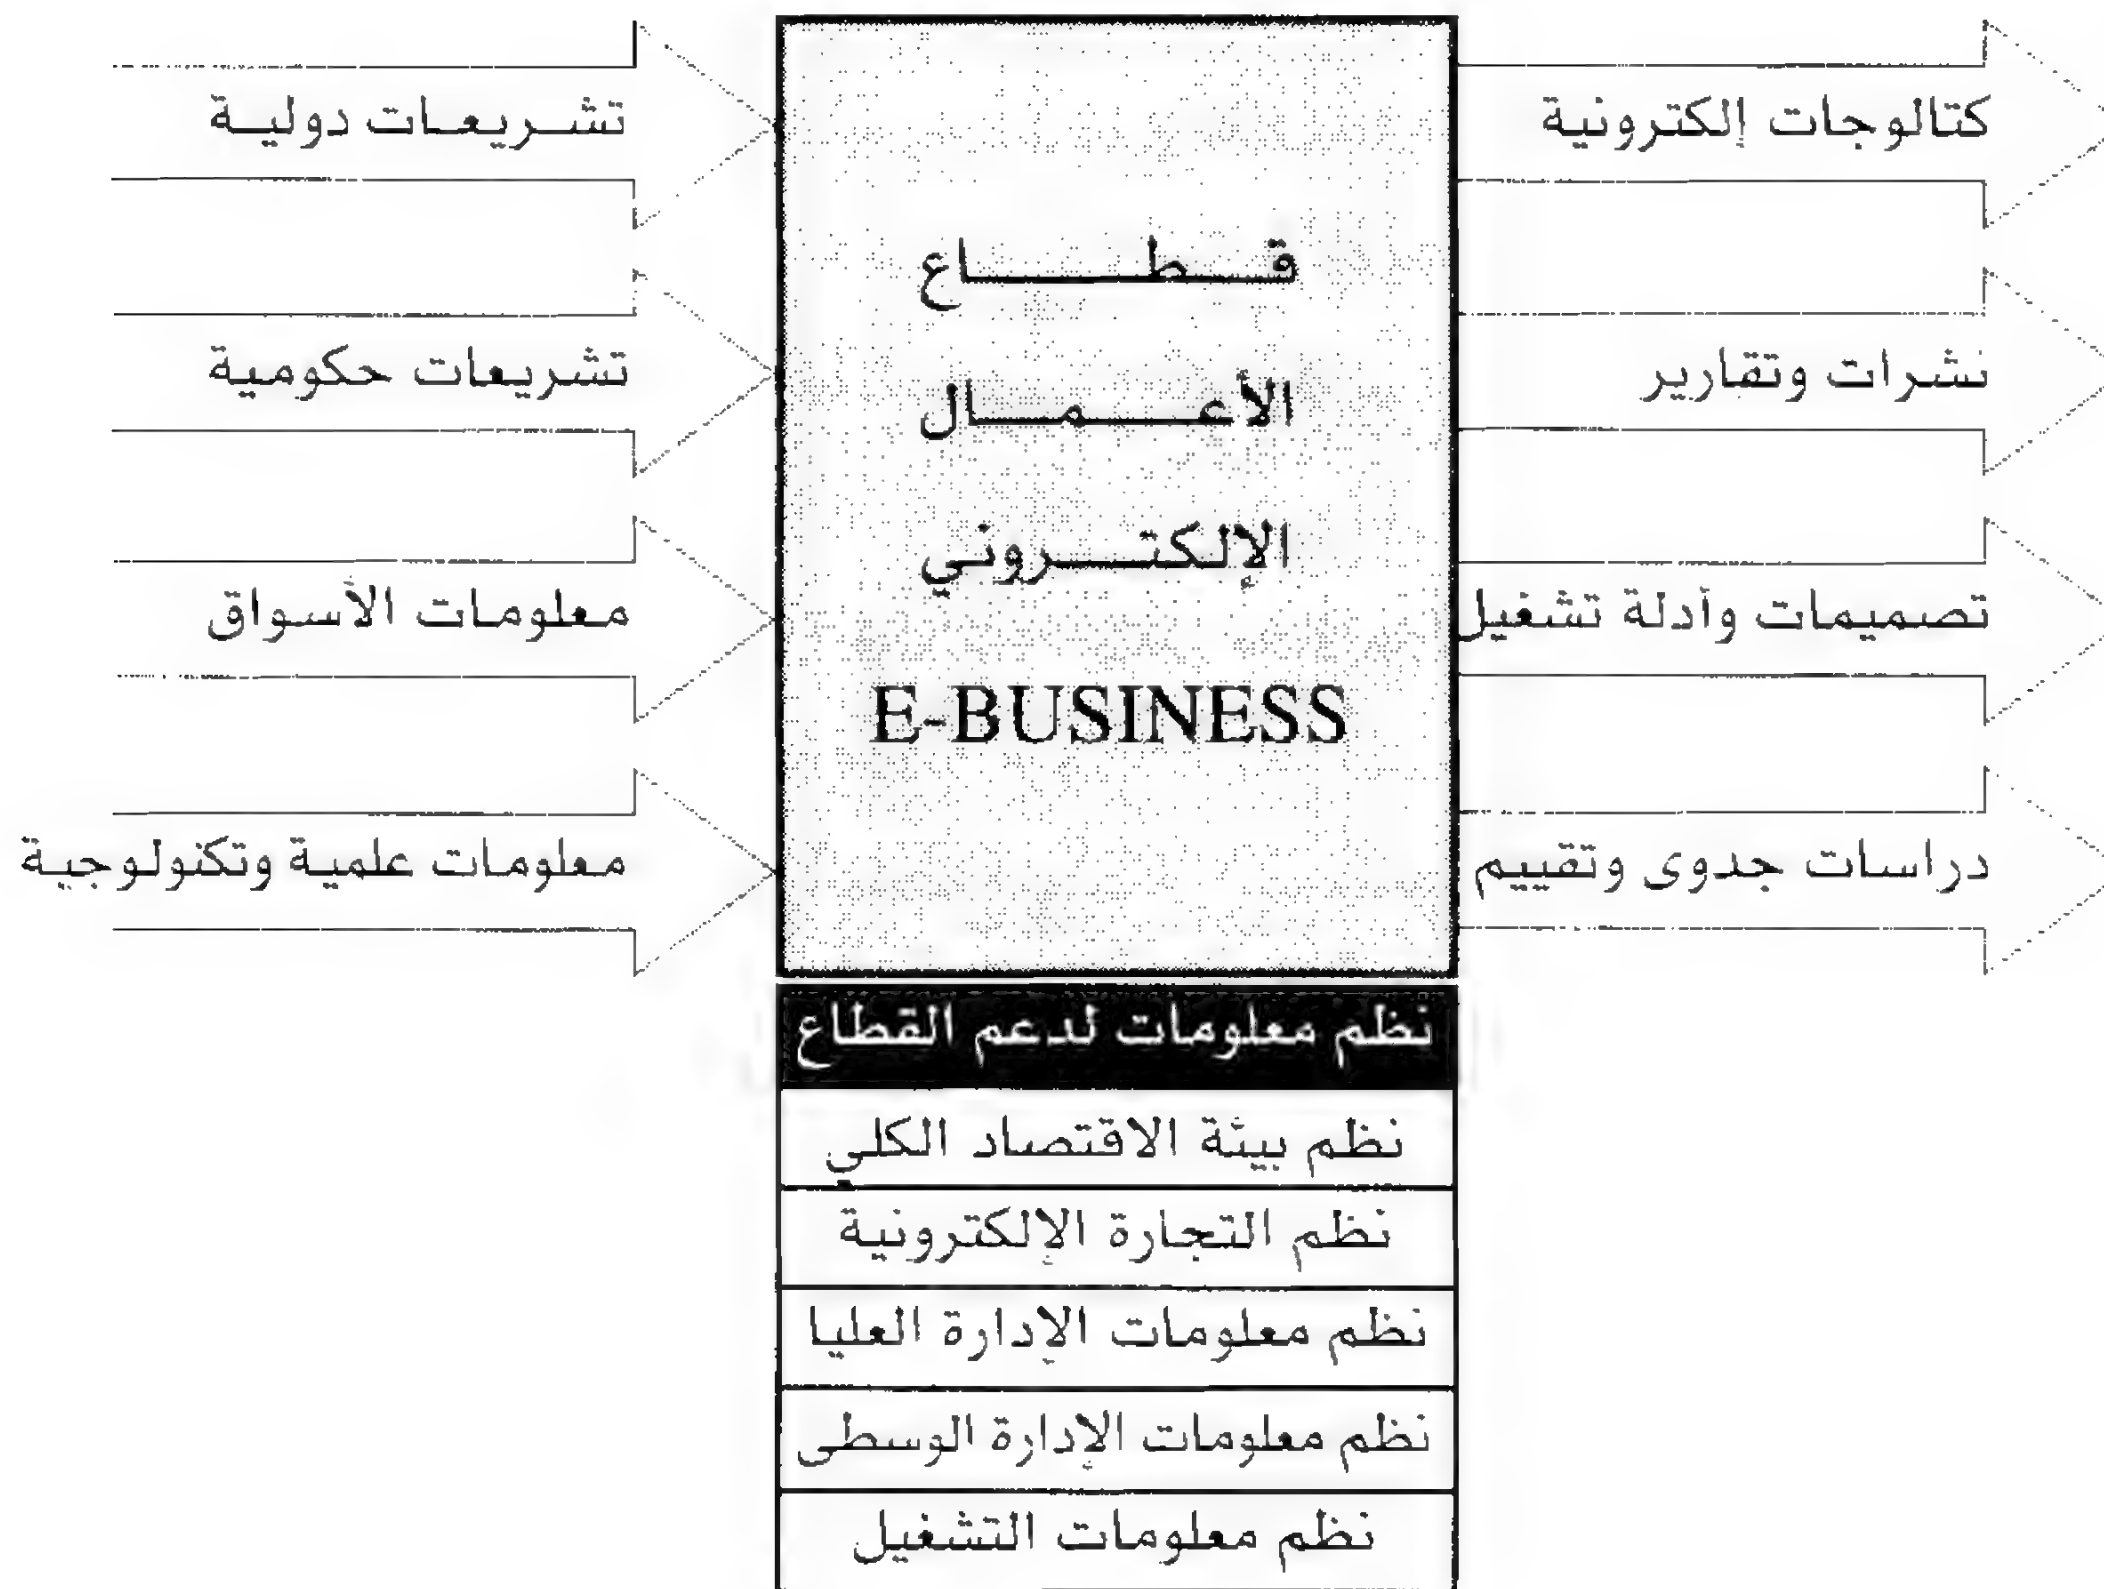 تشريعات دولية
تشريعات حكومية
معلومات الأسواق
معلومات علمية وتكنولوجية
قطاع
الأعمال
الإلكتروني
E-BUSINESS
كتالوجات إلكترونية
نشرات وتقارير
تصميمات وأدلة تشغيل
دراسات جدوى وتقييم
نظم معلومات لدعم القطاع
نظم بيئة الاقتصاد الكلي
نظم التجارة الإلكترونية
نظم معلومات الإدارة العليا
نظم معلومات الإدارة الوسطى
نظم معلومات التشغيل